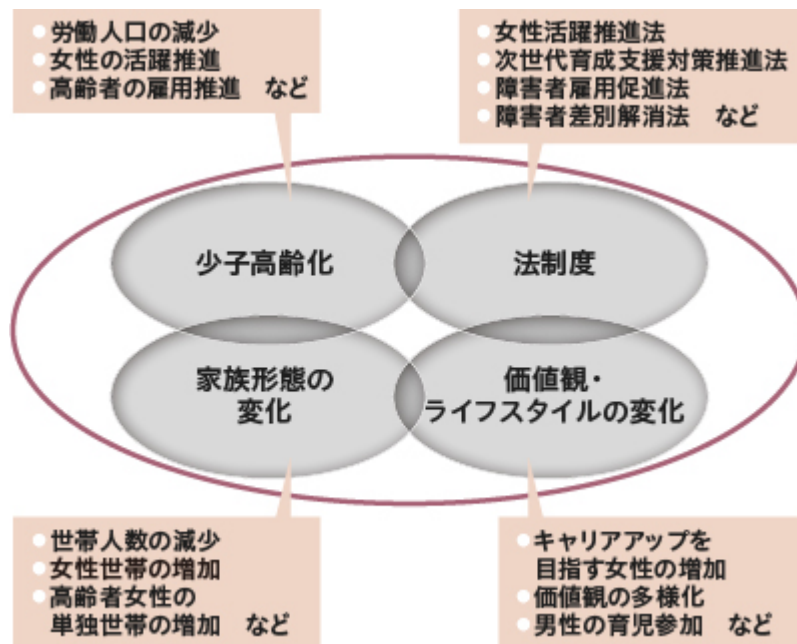 ●労働人口の減少
●女性の活躍推進
●高齢者の雇用推進　など
●女性活躍推進法
●次世代育成支援対策推進法
●障害者雇用促進法
●障害者差別解消法　など
少子高齢化
法制度
家族形態の
変化
価値観・
ライフスタイルの変化
●世帯人数の減少
●女性世帯の増加
●高齢者女性の
単独世帯の増加　など
●キャリアアップを
目指す女性の増加
●価値観の多様化
●男性の育児参加　など